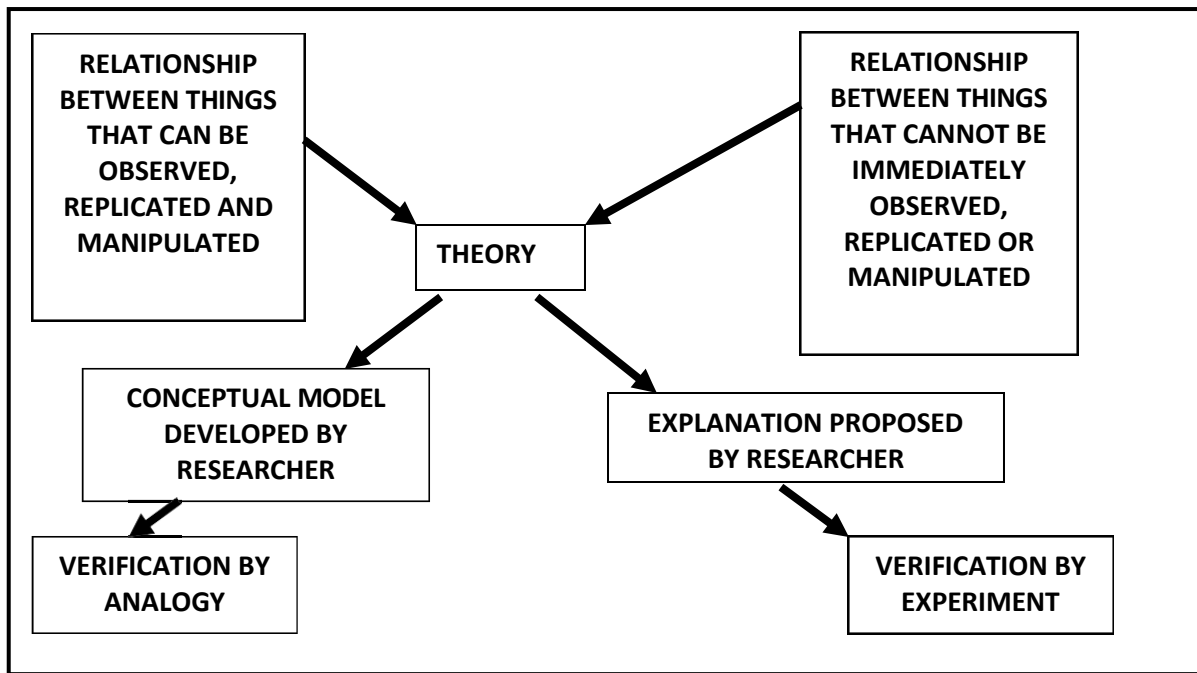 RELATIONSHIP
BETWEEN THINGS
THAT CAN BE
OBSERVED,
REPLICATED AND
MANIPULATED
RELATIONSHIP
BETWEEN THINGS
THAT CANNOT BE
IMMEDIATELY
OBSERVED,
REPLICATED OR
MANIPULATED
THEORY
CONCEPTUAL MODEL
DEVELOPED BY
RESEARCHER
EXPLANATION PROPOSED
BY RESEARCHER
VERIFICATION BY
ANALOGY
VERIFICATION BY
EXPERIMENT